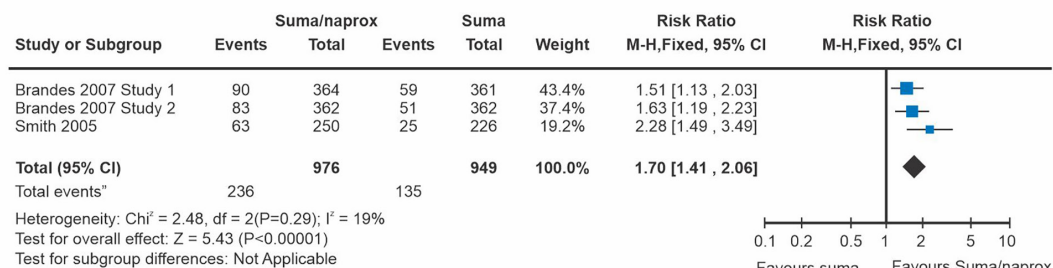 Suma/naprox Suma Risk Ratio Risk Ratio
Study or Subgroup Events Total Events Total Weight M-H,Fixed, 95% CI M-H,Fixed, 95% CI
Brandes 2007 Study 1 90 364 59 361 43.4% 1.51 [1.13 , 2.03]
Brandes 2007 Study 2 83 362 51 362 37.4% 1.63 [1.19 , 2.23]
Smith 2005 63 250 25 226 19.2% 2.28 [1.49 , 3.49]
Total (95% CI) 976 949 100.0% 1.70 [1.41 , 2.06]
Total events” 236 135
Heterogeneity: Chi² = 2.48, df = 2(P=0.29); I² = 19%
Test for overall effect: Z = 5.43 (P<0.00001)
Test for subgroup differences: Not Applicable
0.1 0.2 0.5 1 2 5 10
Favours suma Favours Suma/naprox